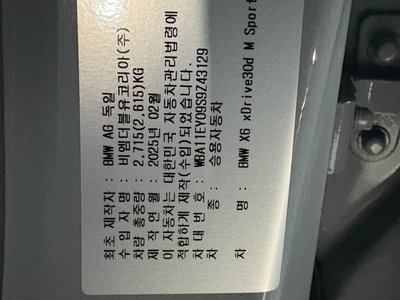 최초 제작자 : BMW AG 독일
수 입 자 명 : 비엠더블유코리아(주)
차량 총중량 : 2,715(2,615)KG
제 작 연 월 : 2025년 02월
이 자동차는 대한민국 자동차관리법령에
적합하게 제작(수입)되었습니다.
차 대 번 호 : WBA11EY09S9Z43129
차 종 : 승용자동차
차 명 : BMW X6 xDrive30d M Sport